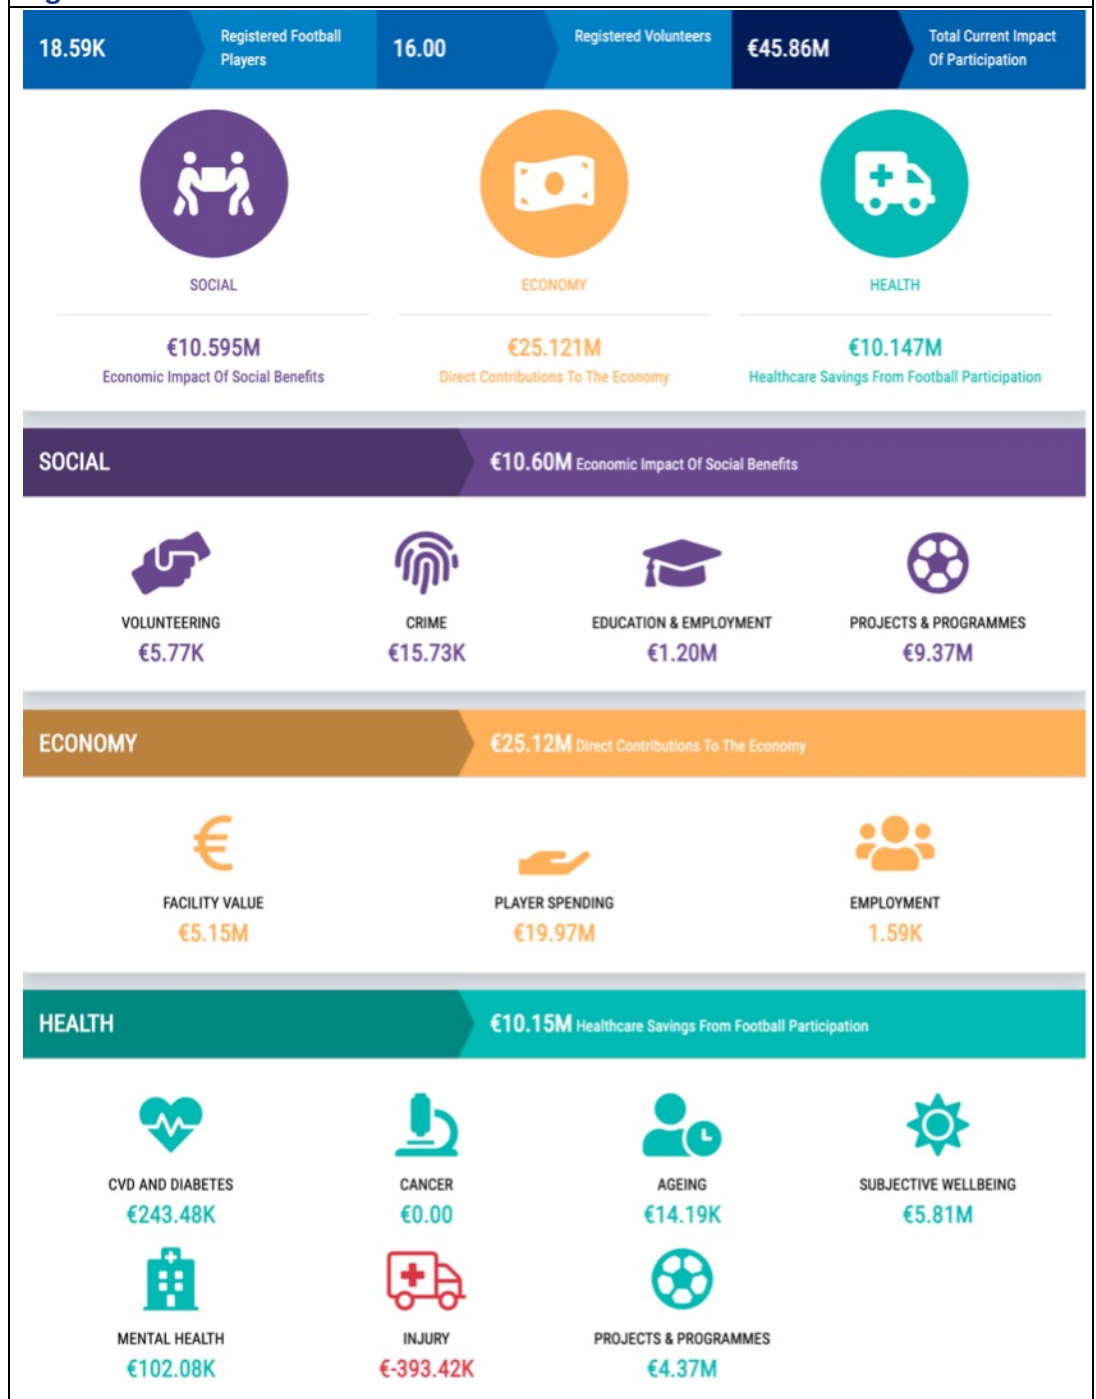 18.59K
Registered Football
Players
16.00
Registered Volunteers
€45.86M
Total Current Impact
Of Participation
SOCIAL
ECONOMY
HEALTH
€10.595M
Economic Impact Of Social Benefits
€25.121M
Direct Contributions To The Economy
€10.147M
Healthcare Savings From Football Participation
SOCIAL
€10.60M Economic Impact Of Social Benefits
VOLUNTEERING
€5.77K
CRIME
€15.73K
EDUCATION & EMPLOYMENT
€1.20M
PROJECTS & PROGRAMMES
€9.37M
ECONOMY
€25.12M Direct Contributions To The Economy
FACILITY VALUE
€5.15M
PLAYER SPENDING
€19.97M
EMPLOYMENT
1.59K
HEALTH
€10.15M Healthcare Savings From Football Participation
CVD AND DIABETES
€243.48K
CANCER
€0.00
AGEING
€14.19K
SUBJECTIVE WELLBEING
€5.81M
MENTAL HEALTH
€102.08K
INJURY
€-393.42K
PROJECTS & PROGRAMMES
€4.37M